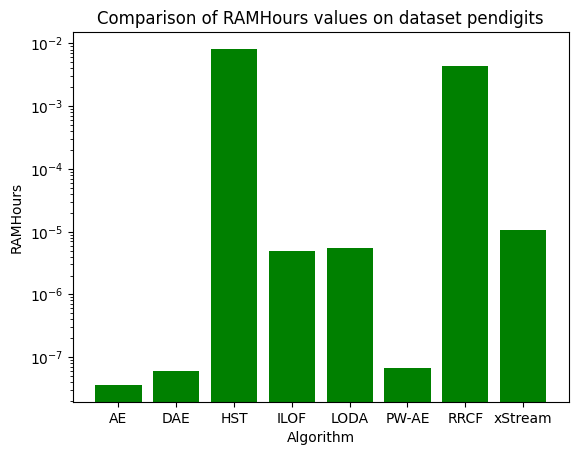 Comparison of RAMHours values on dataset pendigits
10⁻²
10⁻³
10⁻⁴
10⁻⁵
10⁻⁶
10⁻⁷
RAMHours
AE DAE HST ILOF LODA PW-AE RRCF xStream
Algorithm